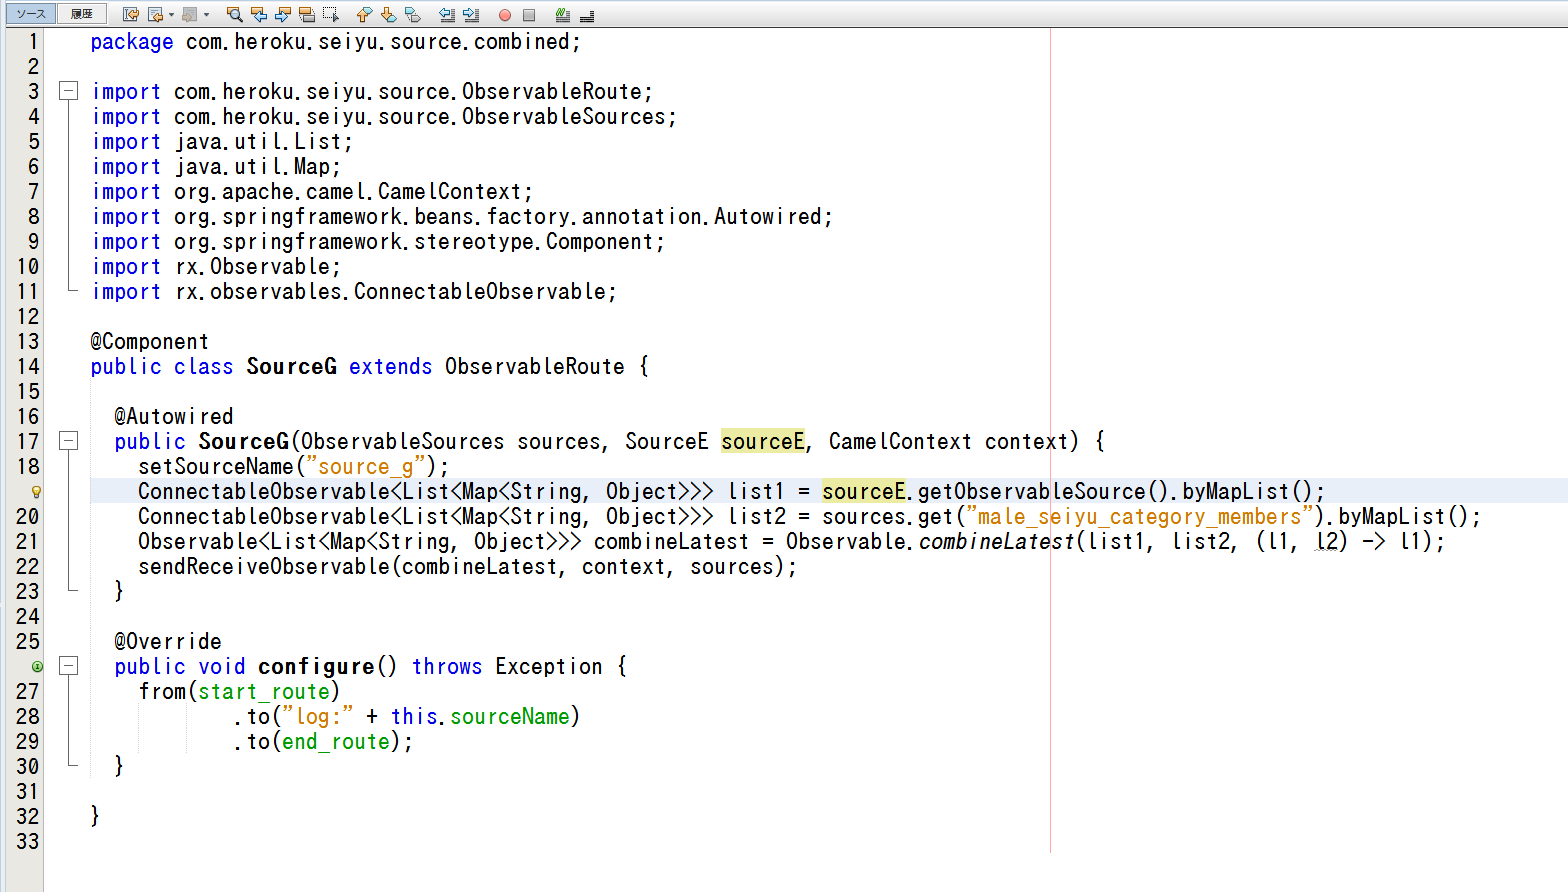 ソース 履歴
1 package com.heroku.seiyu.source.combined;
2
3 import com.heroku.seiyu.source.ObservableRoute;
4 import com.heroku.seiyu.source.ObservableSources;
5 import java.util.List;
6 import java.util.Map;
7 import org.apache.camel.CamelContext;
8 import org.springframework.beans.factory.annotation.Autowired;
9 import org.springframework.stereotype.Component;
10 import rx.Observable;
11 import rx.observables.ConnectableObservable;
12
13 @Component
14 public class SourceG extends ObservableRoute {
15
16 @Autowired
17 public SourceG(ObservableSources sources, SourceE sourceE, CamelContext context) {
18 setSourceName("source_g");
ConnectableObservable<List<Map<String, Object>>> list1 = sourceE.getObservableSource().byMapList();
20 ConnectableObservable<List<Map<String, Object>>> list2 = sources.get("male_seiyu_category_members").byMapList();
21 Observable<List<Map<String, Object>>> combineLatest = Observable.combineLatest(list1, list2, (l1, l2) -> l1);
22 sendReceiveObservable(combineLatest, context, sources);
23 }
24
25 @Override
public void configure() throws Exception {
27 from(start_route)
28 .to("log:" + this.sourceName)
29 .to(end_route);
30 }
31
32 }
33